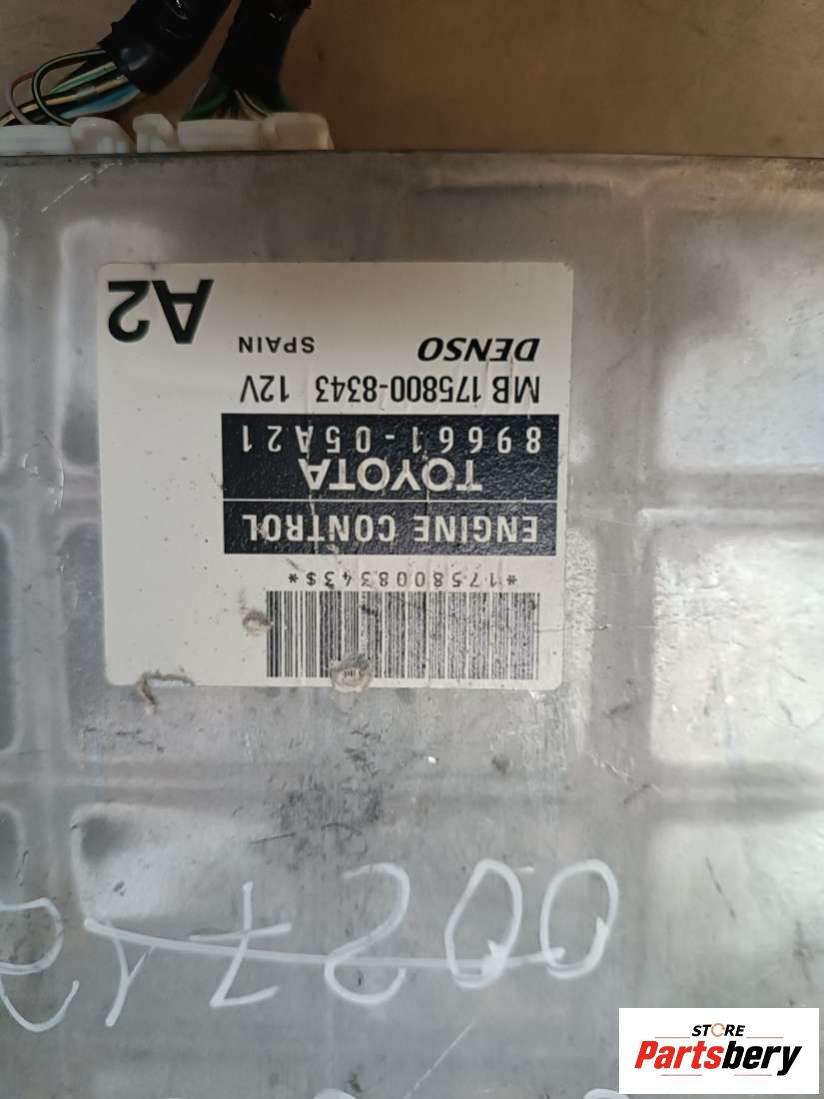 *1758008343$*
ENGINE CONTROL
TOYOTA
89661-05A21
MB 175800-8343 12V
DENSO SPAIN
A2
STORE
Partsbery